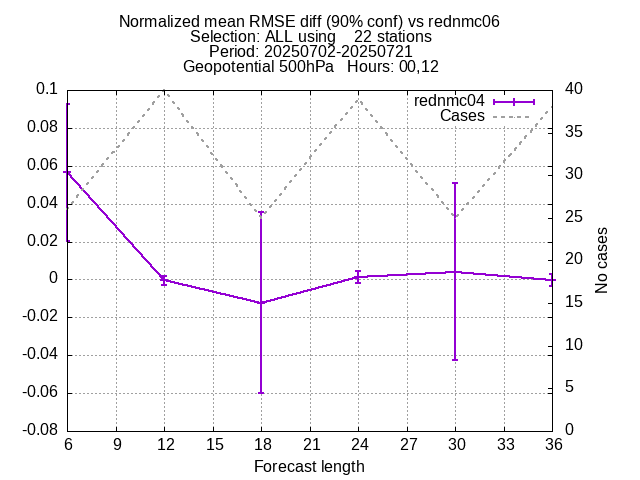 Normalized mean RMSE diff (90% conf) vs rednmc06
Selection: ALL using    22 stations
Period: 20250702-20250721
Geopotential 500hPa   Hours: 00,12
rednmc04
Cases
0.1
0.08
0.06
0.04
0.02
0
-0.02
-0.04
-0.06
-0.08
40
35
30
25
20
15
10
5
0
No cases
6 9 12 15 18 21 24 27 30 33 36
Forecast length